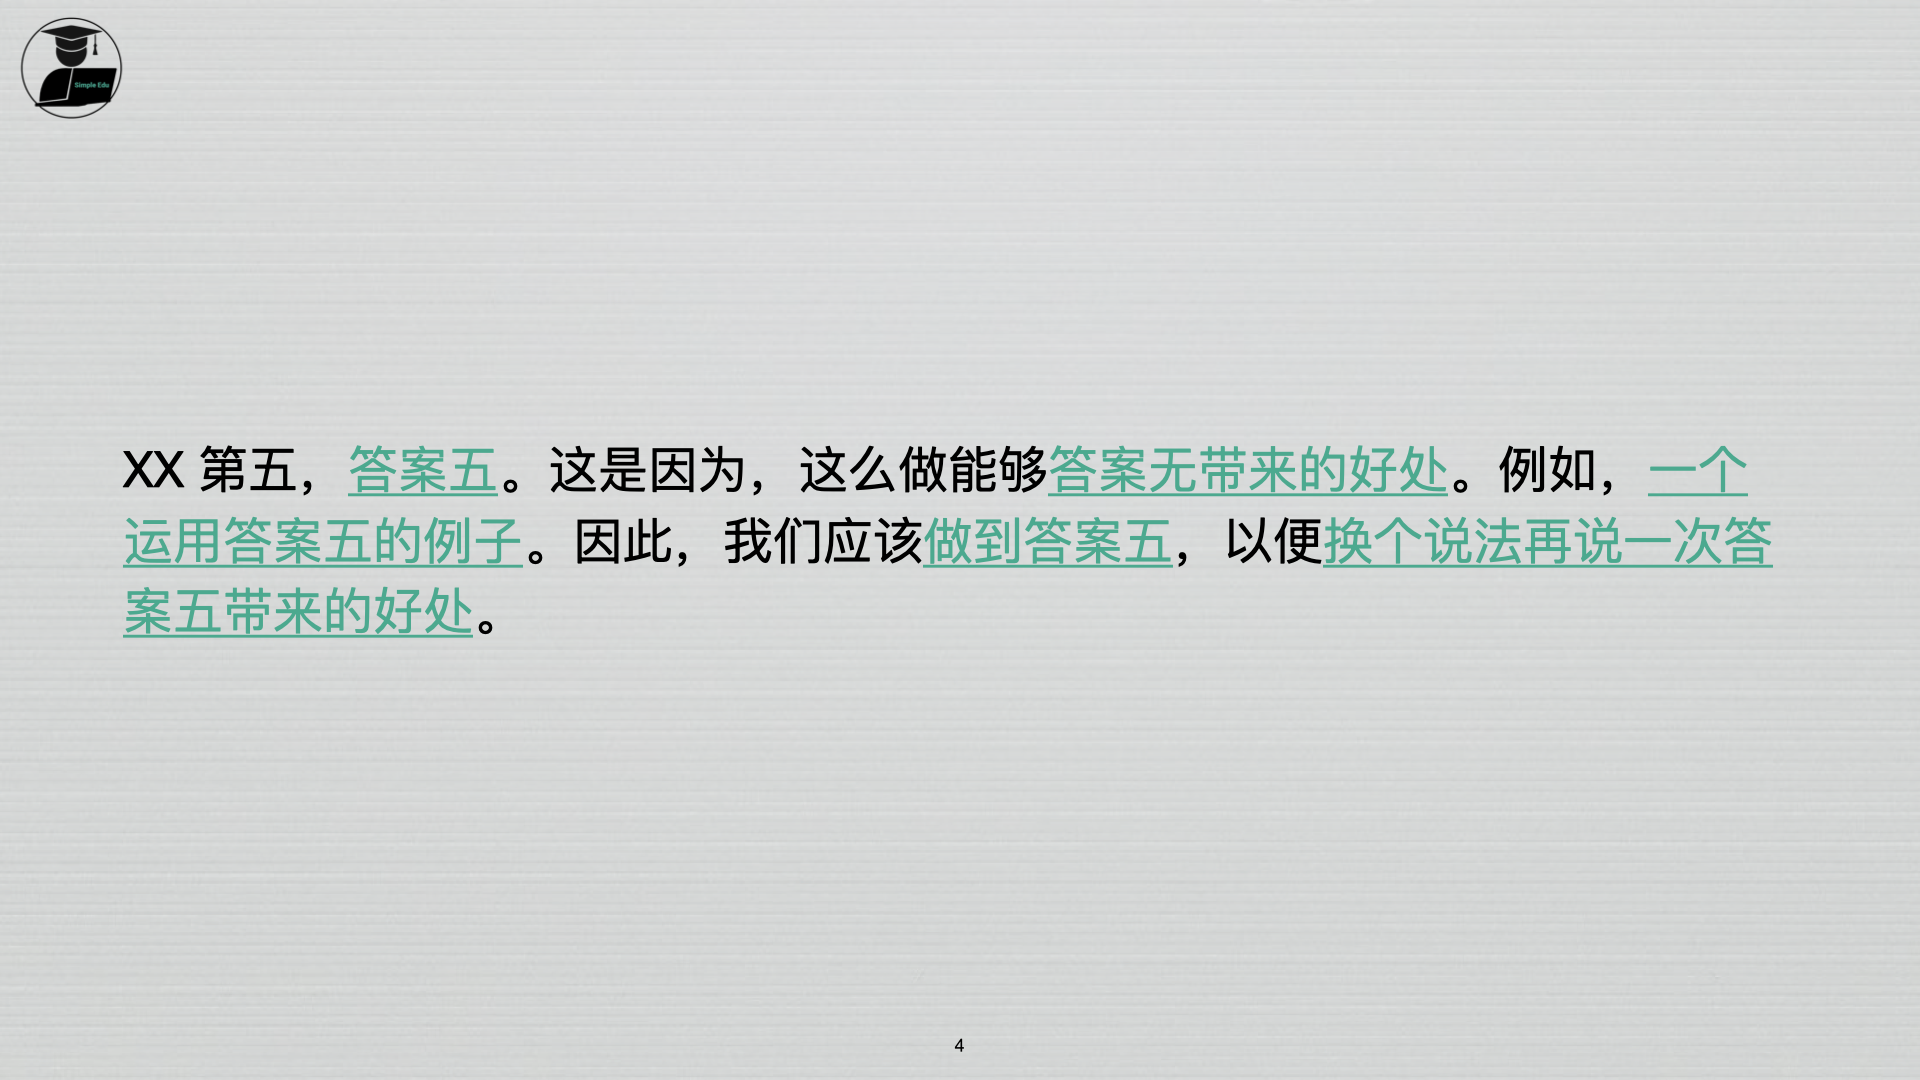 Simple Edu
XX 第五，答案五。这是因为，这么做能够答案无带来的好处。例如，一个
运用答案五的例子。因此，我们应该做到答案五，以便换个说法再说一次答
案五带来的好处。
4